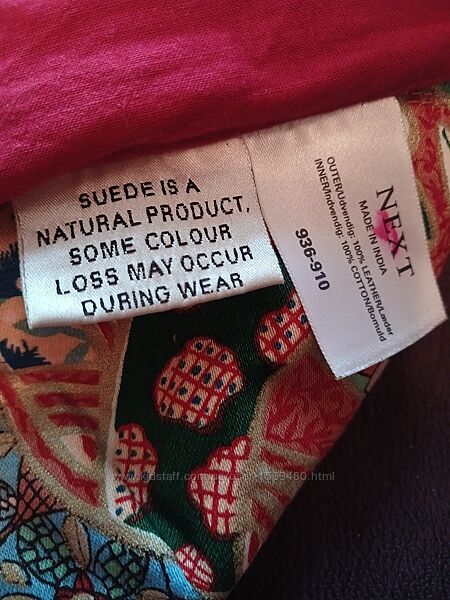 SUEDE IS A
NATURAL PRODUCT,
SOME COLOUR
LOSS MAY OCCUR
DURING WEAR
NEXT
MADE IN INDIA
OUTER/Udvendig: 100% LEATHER/Læder
INNER/Indvendig: 100% COTTON/Bomuld
936-910